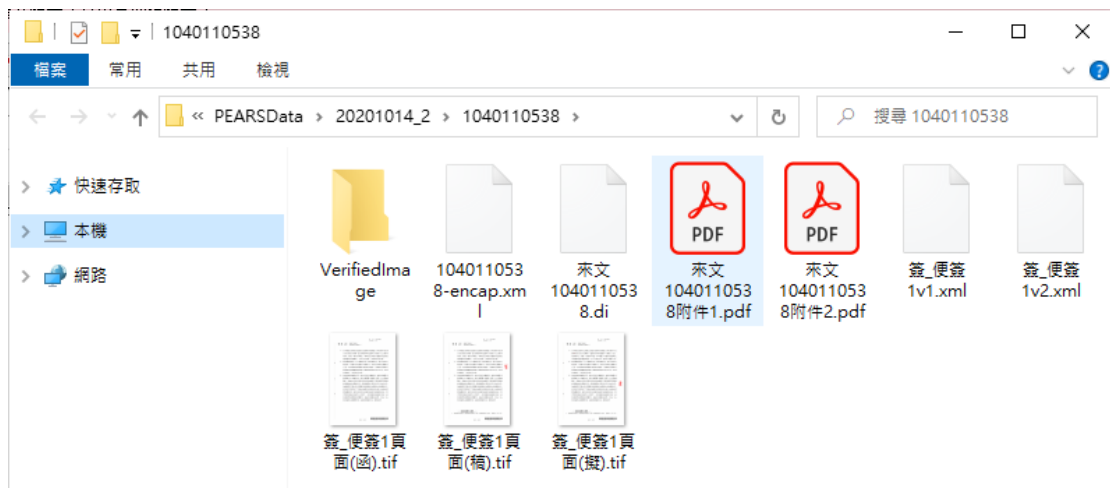 1040110538
檔案 常用 共用 檢視
« PEARSData › 20201014_2 › 1040110538 ›
搜尋 1040110538
快速存取
本機
網路
VerifiedIma
ge
104011053
8-encap.xm
l
來文
104011053
8.di
PDF
來文
104011053
8附件1.pdf
PDF
來文
104011053
8附件2.pdf
簽_便簽
1v1.xml
簽_便簽
1v2.xml
簽_便簽1頁
面(函).tif
簽_便簽1頁
面(稿).tif
簽_便簽1頁
面(擬).tif